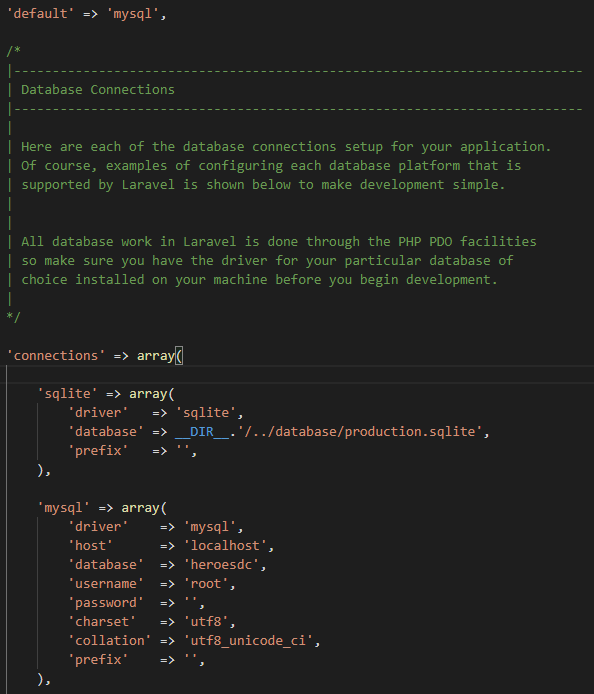 'default' => 'mysql',
/*
|--------------------------------------------------------------------------
| Database Connections
|--------------------------------------------------------------------------
|
| Here are each of the database connections setup for your application.
| Of course, examples of configuring each database platform that is
| supported by Laravel is shown below to make development simple.
|
|
| All database work in Laravel is done through the PHP PDO facilities
| so make sure you have the driver for your particular database of
| choice installed on your machine before you begin development.
|
*/
'connections' => array(
'sqlite' => array(
'driver'   => 'sqlite',
'database' => __DIR__.'/../database/production.sqlite',
'prefix'   => '',
),
'mysql' => array(
'driver'    => 'mysql',
'host'      => 'localhost',
'database'  => 'heroesdc',
'username'  => 'root',
'password'  => '',
'charset'   => 'utf8',
'collation' => 'utf8_unicode_ci',
'prefix'    => '',
),